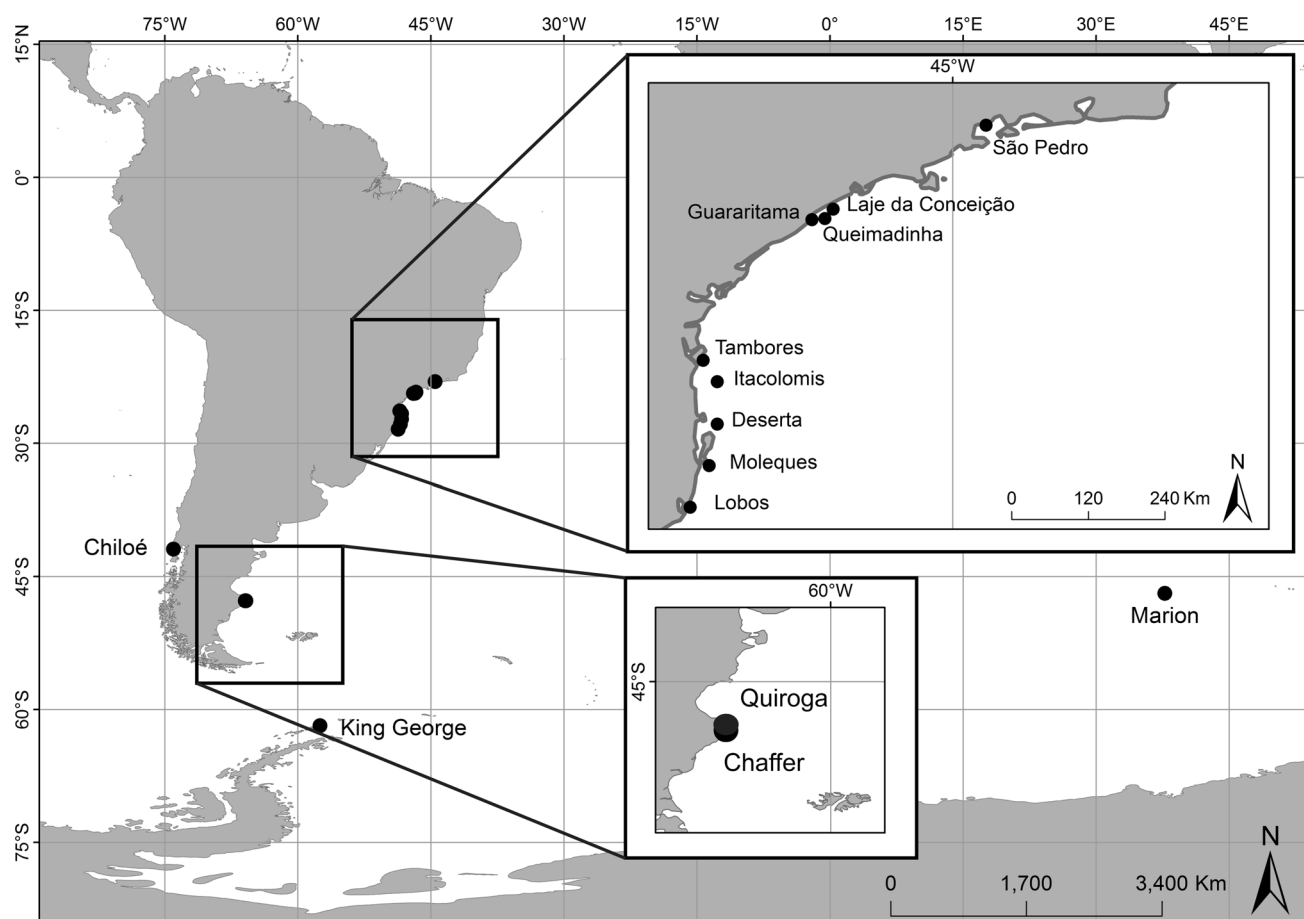 75°W 60°W 45°W 30°W 15°W 0° 15°E 30°E 45°E
15°N
0°
15°S
30°S
45°S
60°S
75°S
45°W
São Pedro
Laje da Conceição
Guararitama
Queimadinha
Tambores
Itacolomis
Deserta
Moleques
Lobos
N
0 120 240 Km
Chiloé
Marion
King George
60°W
45°S
Quiroga
Chaffer
N
0 1,700 3,400 Km